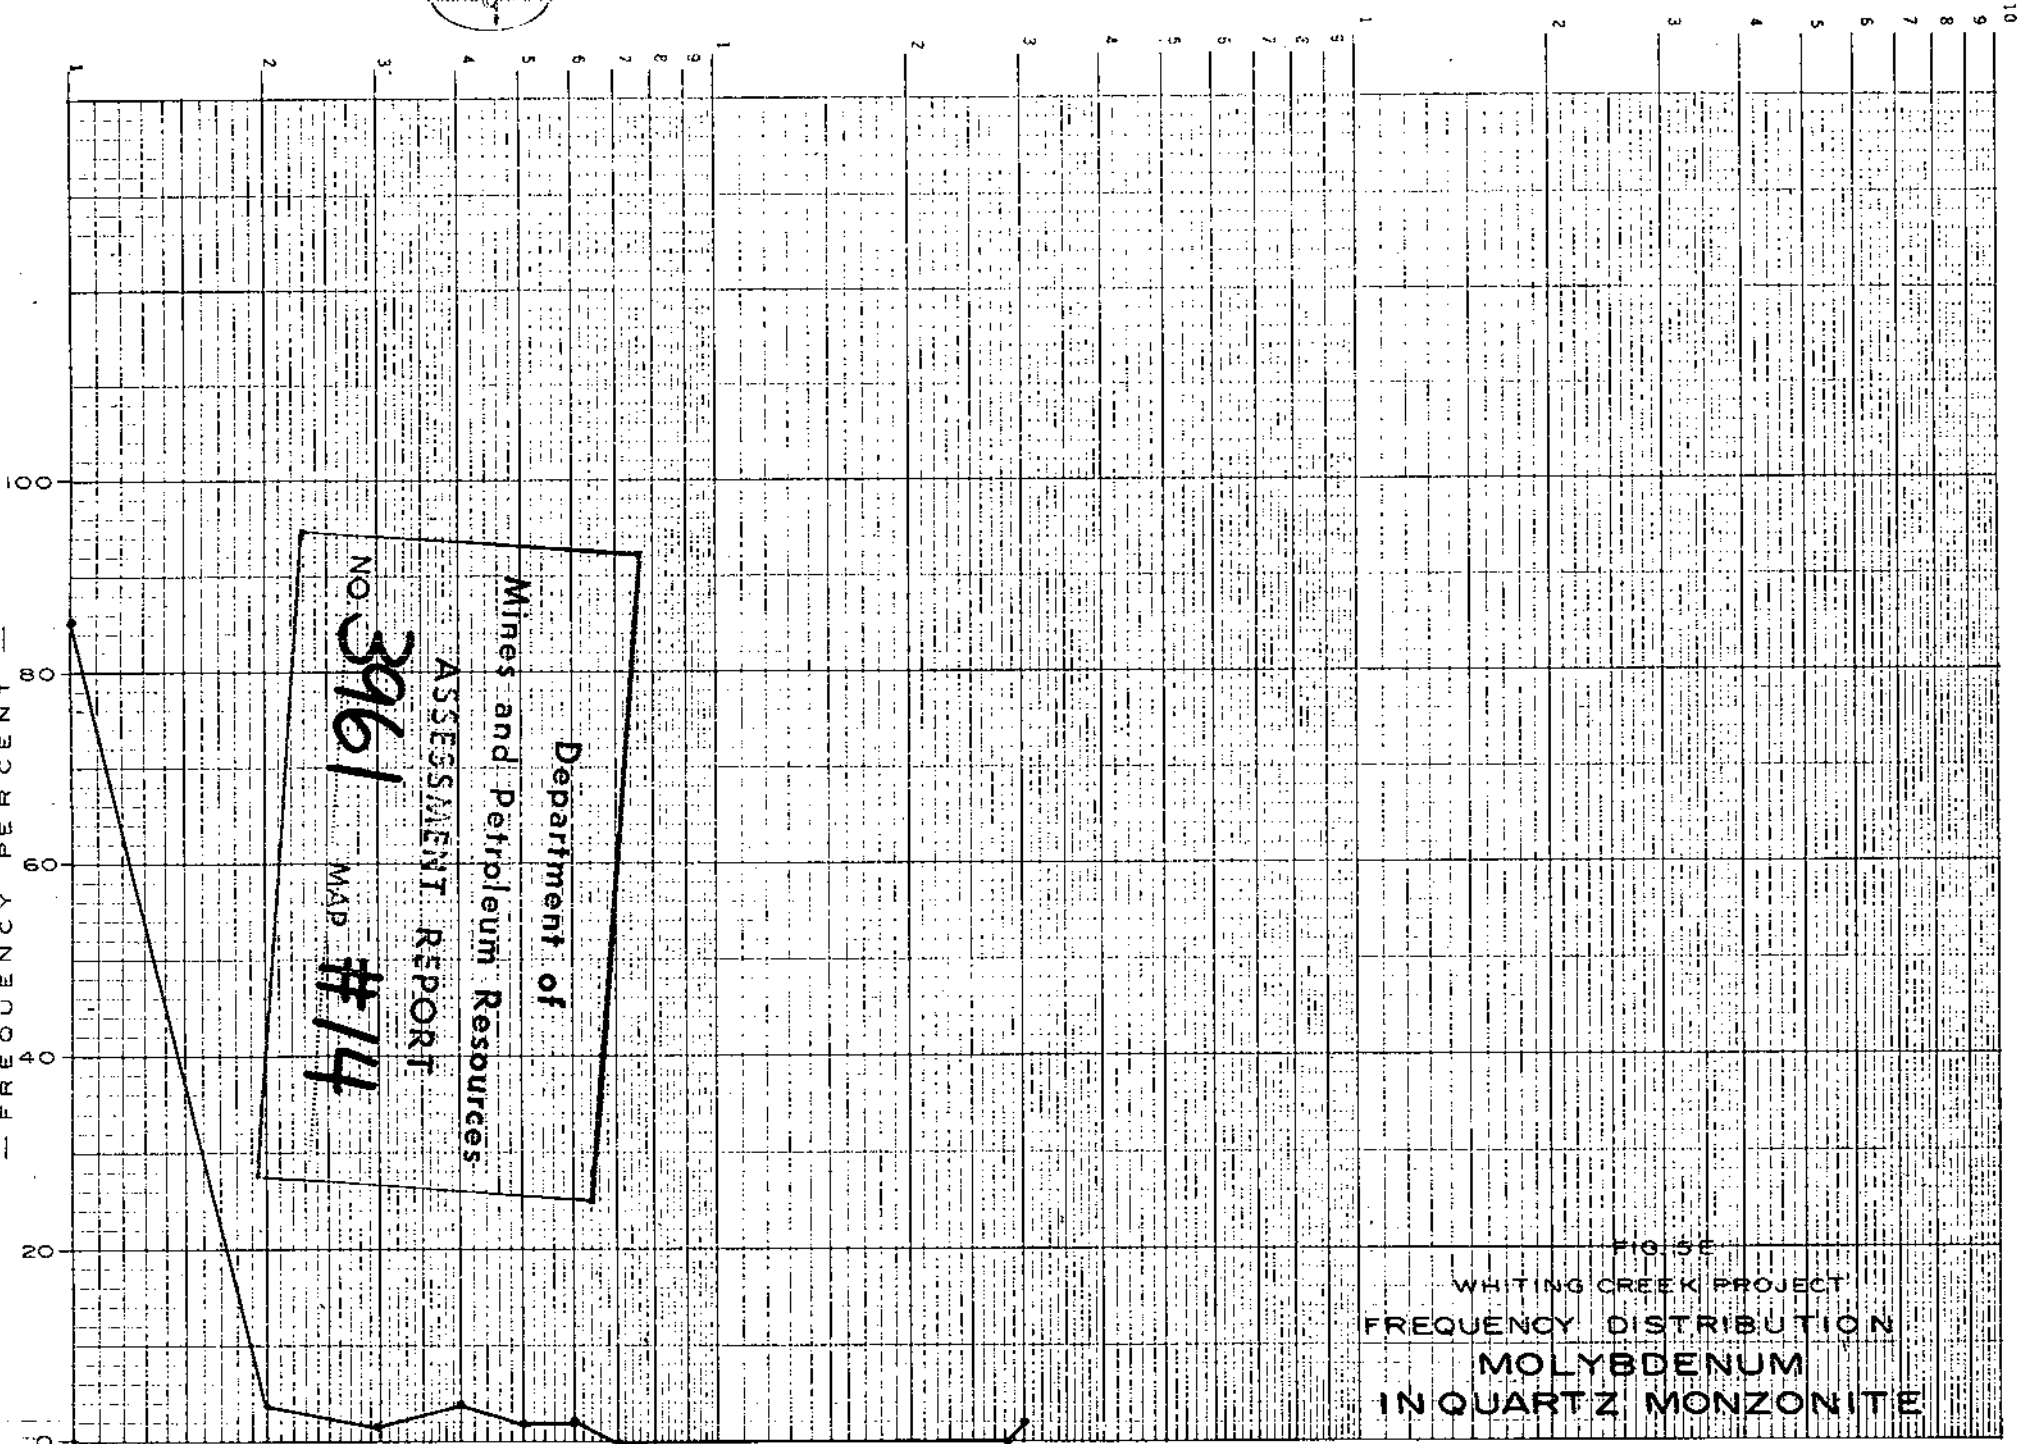 1 2 3 4 5 6 7 8 9 1 2 3 4 5 6 7 8 9 1 2 3 4 5 6 7 8 9 10
100
80
60
40
20
0
— FREQUENCY PERCENT —
Department of
Mines and Petroleum Resources
ASSESSMENT REPORT
NO. 3961 MAP #14
FIG. 5E
WHITING CREEK PROJECT
FREQUENCY DISTRIBUTION
MOLYBDENUM
IN QUARTZ MONZONITE